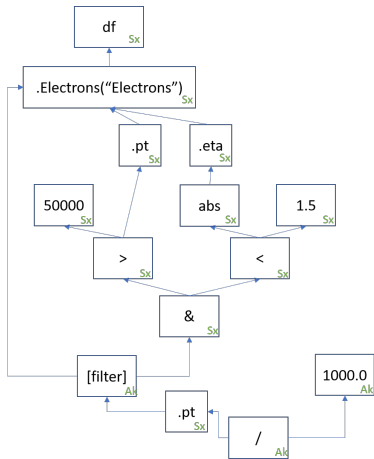 df
Sx
.Electrons(“Electrons”)
Sx
.pt
Sx
.eta
Sx
50000
Sx
abs
Sx
1.5
Sx
>
Sx
<
Sx
&
Sx
[filter]
Ak
1000.0
Ak
.pt
Sx
/
Ak